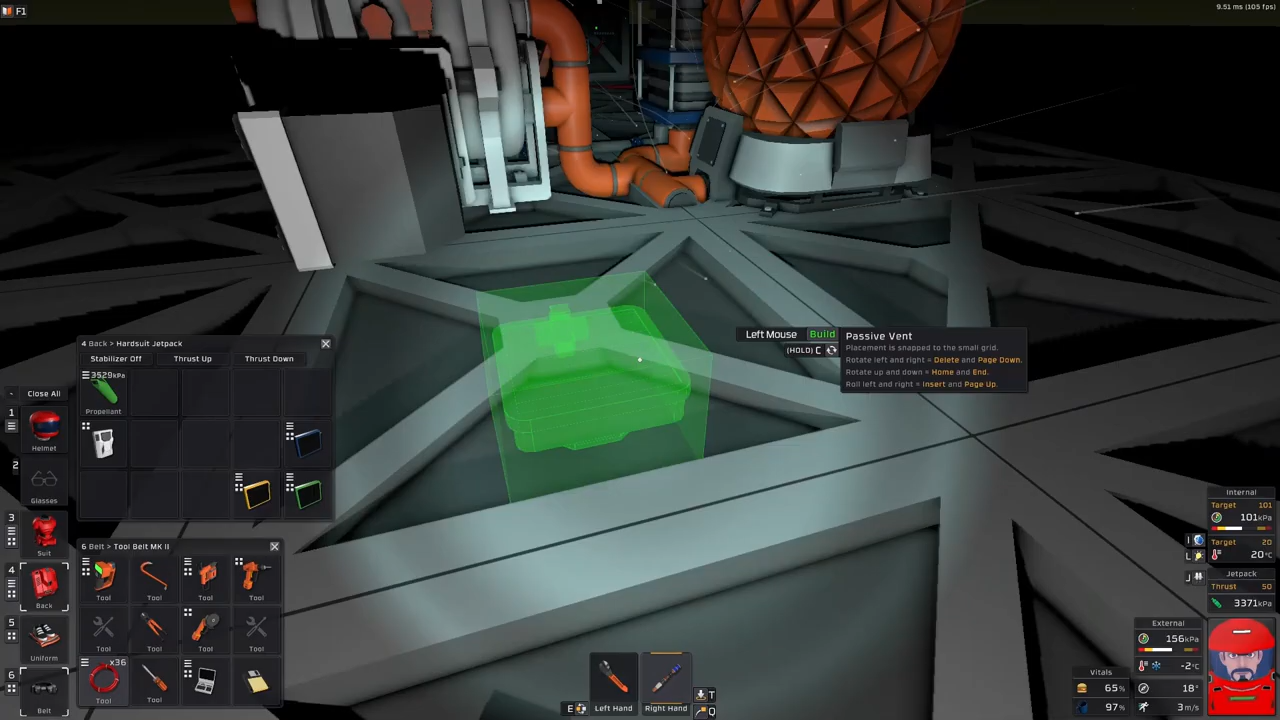 F1
9.51 ms (105 fps)
Left Mouse Build
(HOLD) C
Passive Vent
Placement is snapped to the small grid.
Rotate left and right = Delete and Page Down.
Rotate up and down = Home and End.
Roll left and right = Insert and Page Up.
4 Back > Hardsuit Jetpack
Stabilizer Off
Thrust Up
Thrust Down
3529kPa
Propellant
Close All
1
Helmet
2
Glasses
3
Suit
4
Back
5
Uniform
6
Belt
6 Belt > Tool Belt MK II
Tool
Tool
Tool
Tool
Tool
Tool
Tool
Tool
x36
Tool
Tool
E
Left Hand
Right Hand
T
Q
Internal
Target 101
101kPa
I
Target 20
L
20°C
Jetpack
J
Thrust 50
3371kPa
External
156kPa
-2°C
18°
3 m/s
Vitals
65%
97%